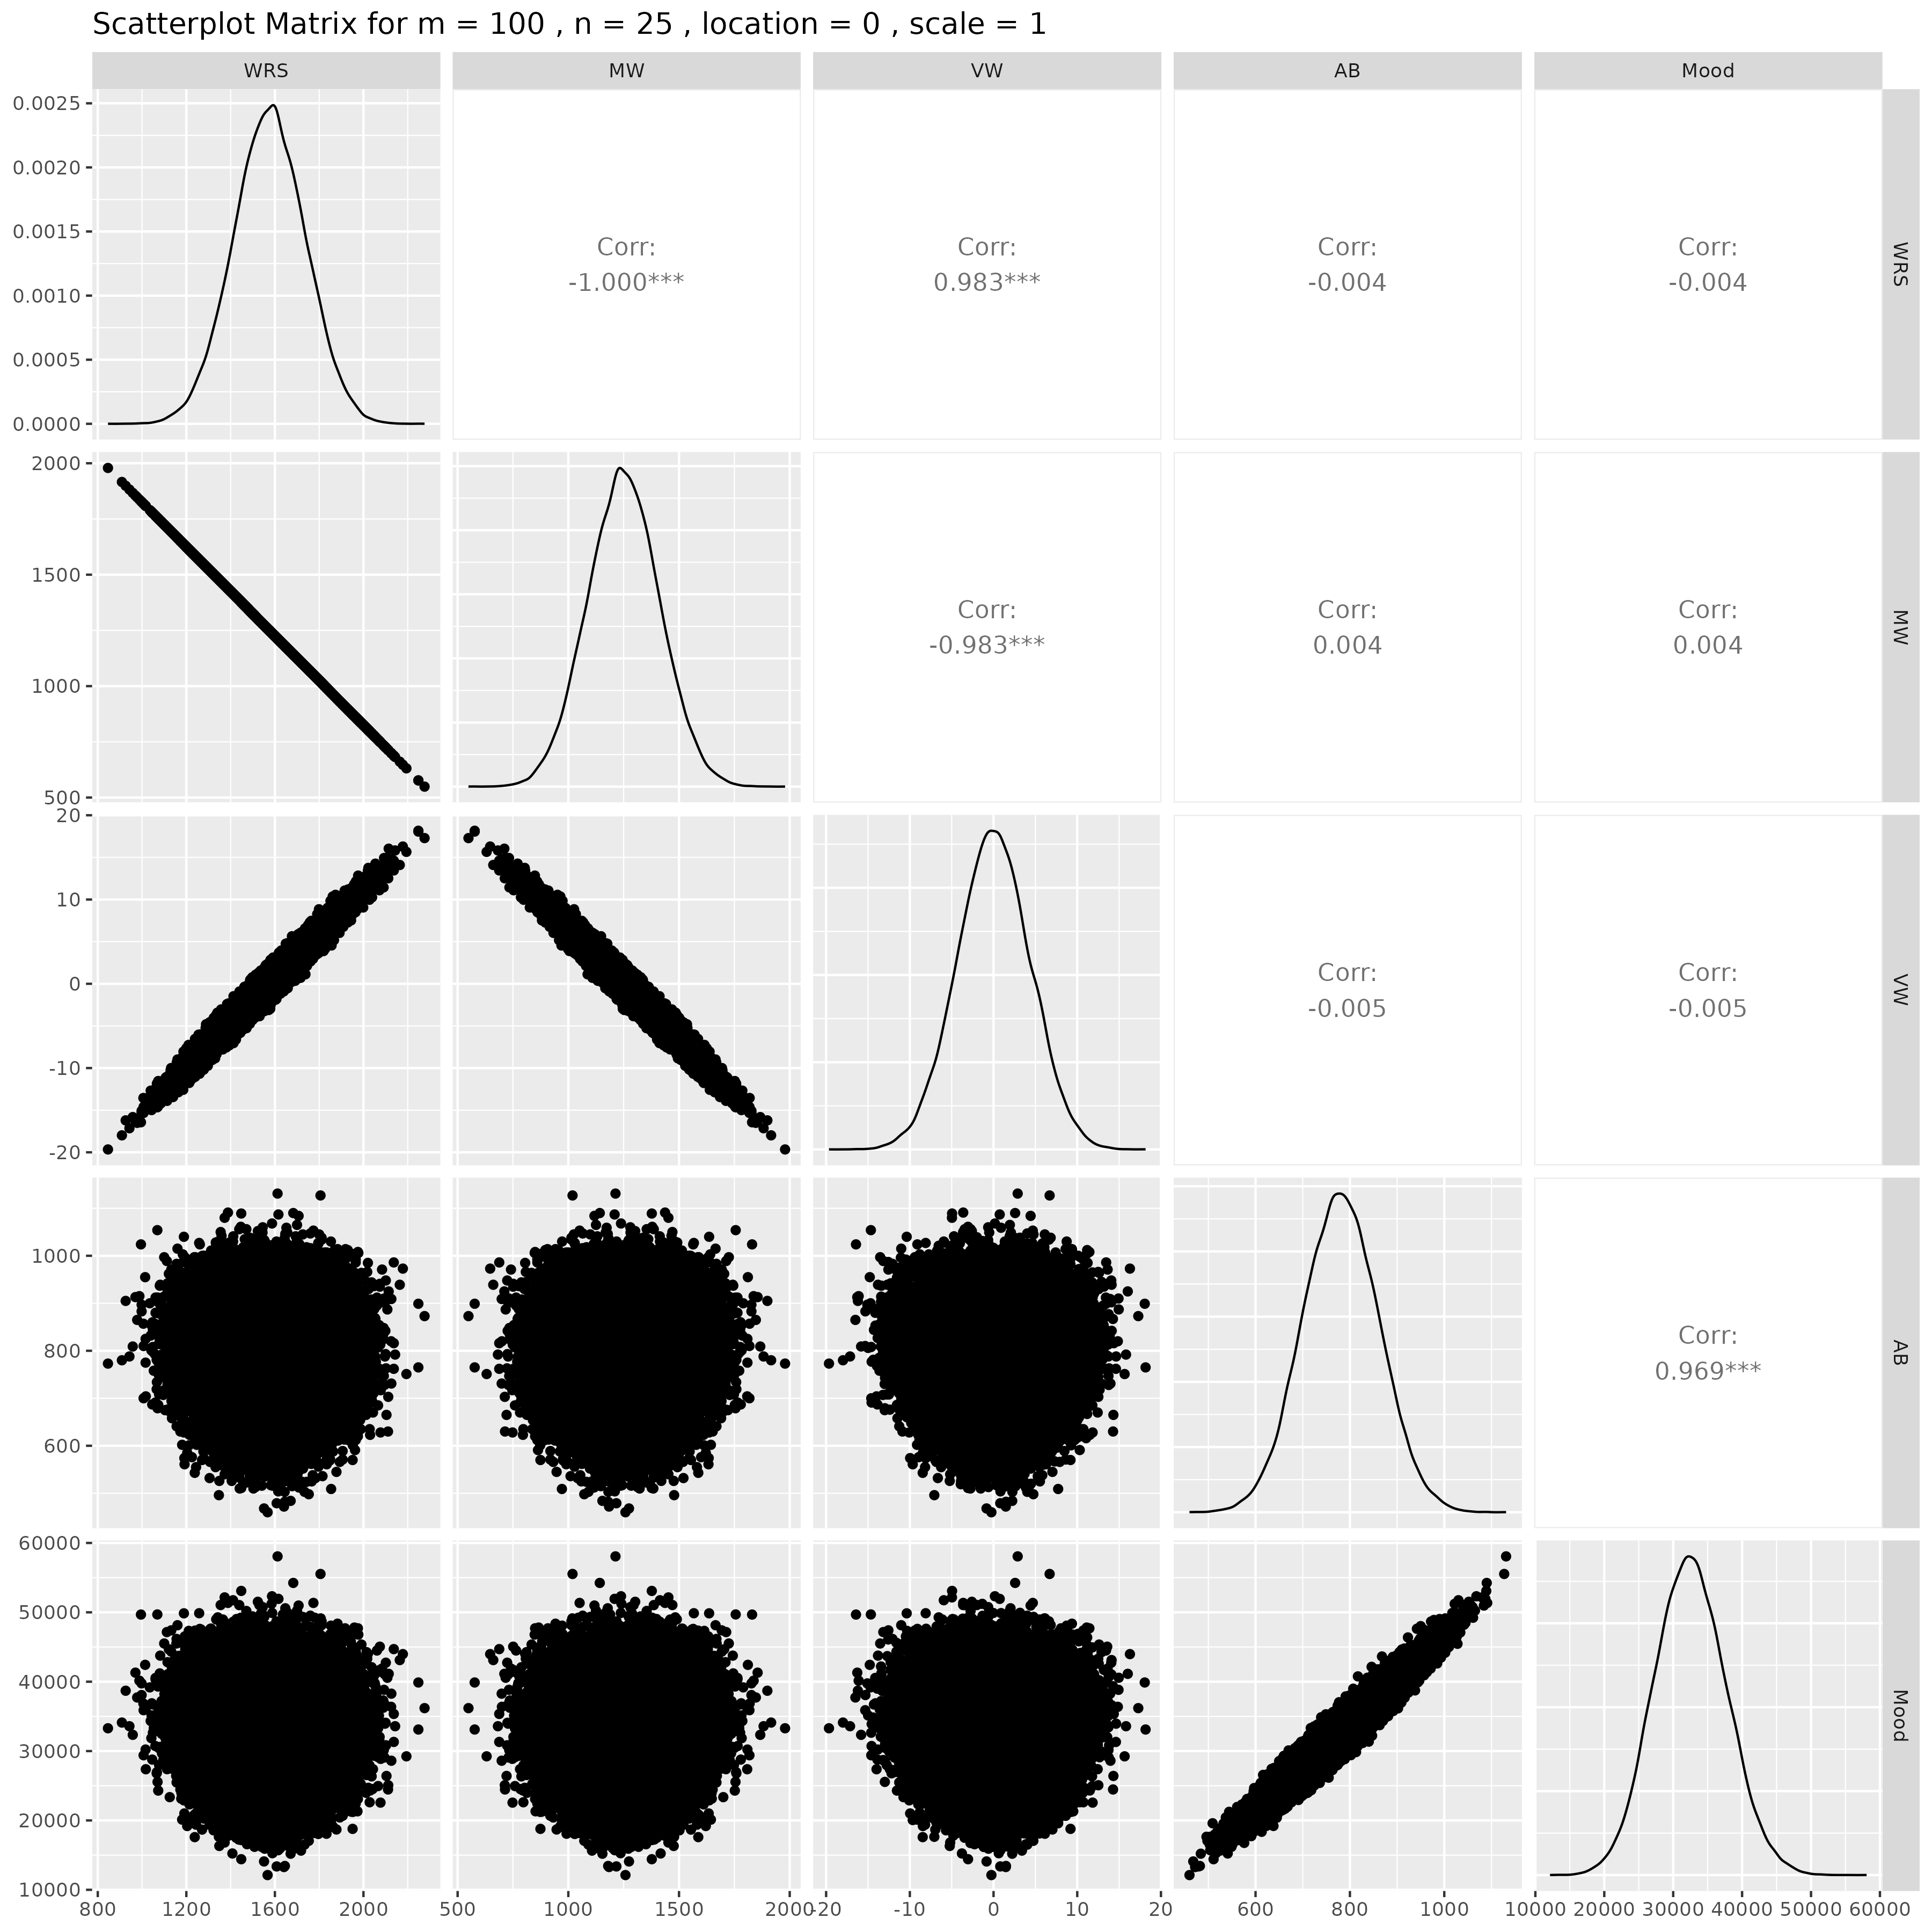 Scatterplot Matrix for m = 100 , n = 25 , location = 0 , scale = 1
WRS MW VW AB Mood
0.0025
0.0020
0.0015
0.0010
0.0005
0.0000
Corr:
-1.000***
Corr:
0.983***
Corr:
-0.004
Corr:
-0.004
WRS
2000
1500
1000
500
Corr:
-0.983***
Corr:
0.004
Corr:
0.004
MW
20
10
0
-10
-20
Corr:
-0.005
Corr:
-0.005
VW
1000
800
600
Corr:
0.969***
AB
60000
50000
40000
30000
20000
10000
Mood
800 1200 1600 2000 500 1000 1500 2000 -20 -10 0 10 20 600 800 1000 10000 20000 30000 40000 50000 60000